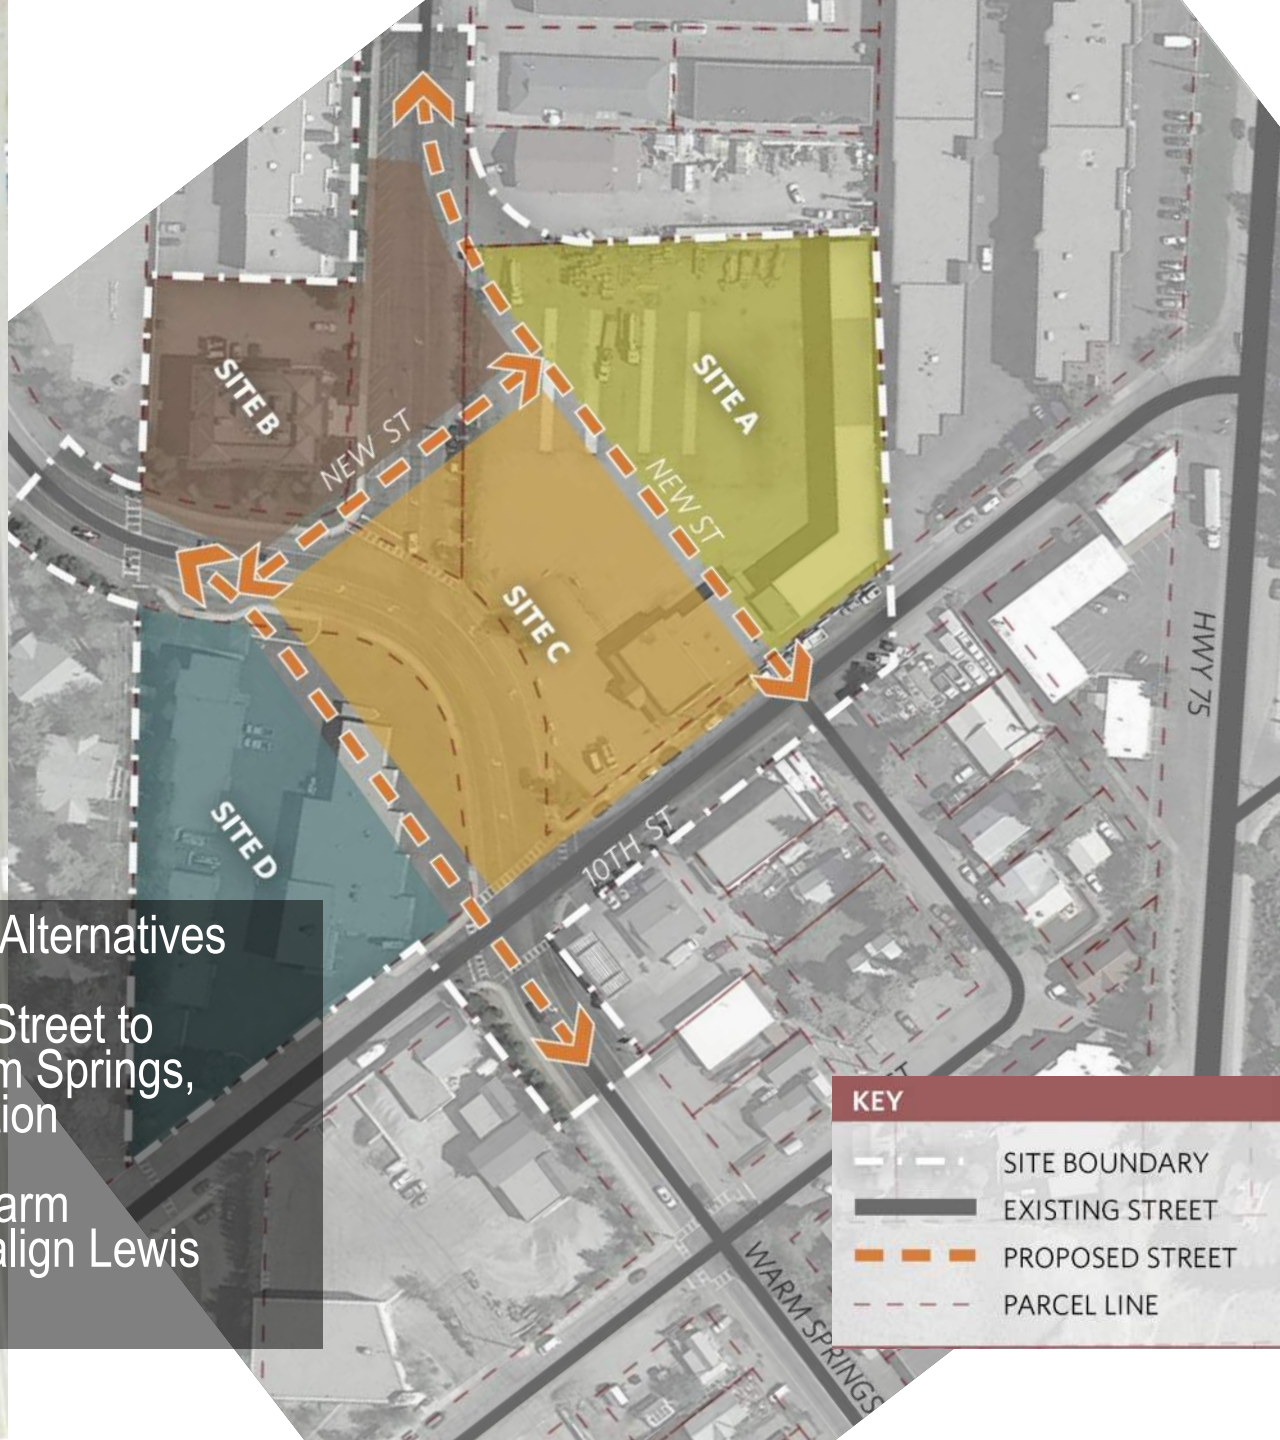 SITE B
SITE A
NEW ST
NEW ST
SITE C
HWY 75
SITE D
10TH ST
Alternatives
Street to
m Springs,
tion
arm
align Lewis
WARM SPRINGS
KEY
SITE BOUNDARY
EXISTING STREET
PROPOSED STREET
PARCEL LINE